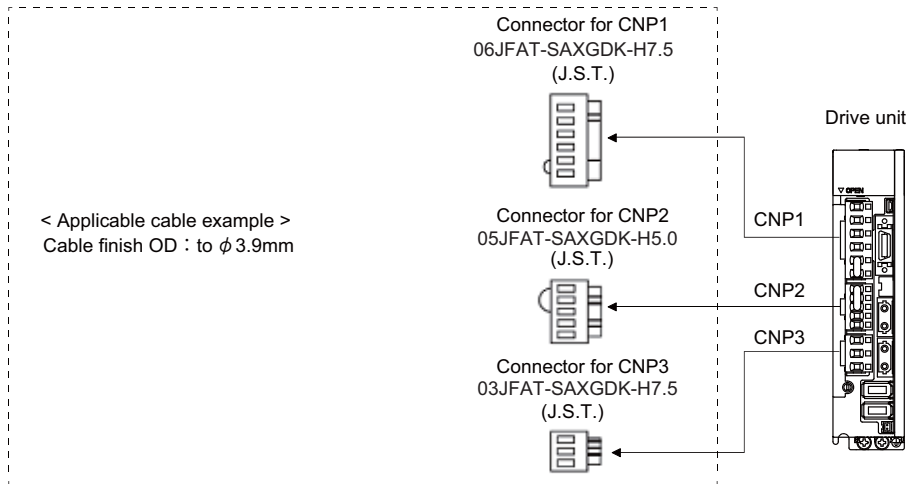 Connector for CNP1
06JFAT-SAXGDK-H7.5
(J.S.T.)
Drive unit
▽ OPEN
< Applicable cable example >
Cable finish OD：to φ3.9mm
Connector for CNP2
05JFAT-SAXGDK-H5.0
(J.S.T.)
CNP1
CNP2
CNP3
Connector for CNP3
03JFAT-SAXGDK-H7.5
(J.S.T.)